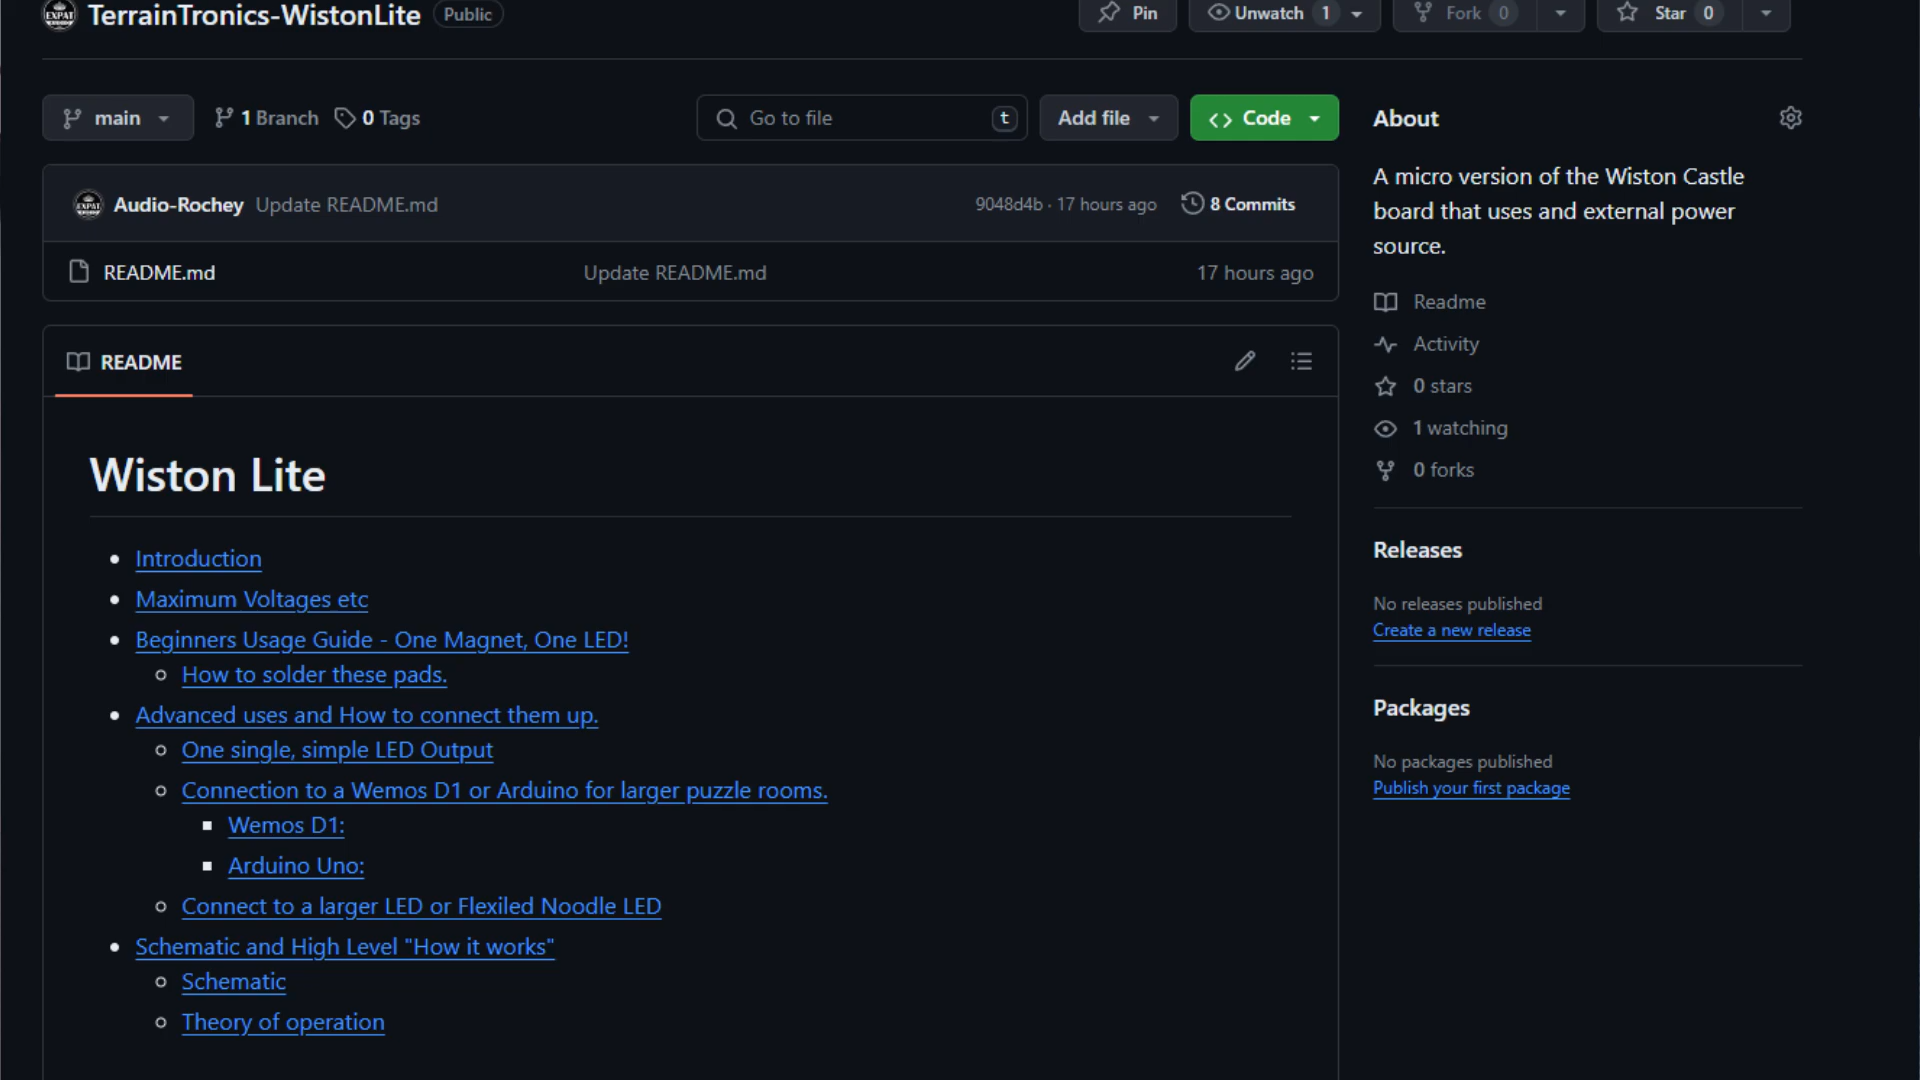 EXPAT TerrainTronics-WistonLite Public Pin Unwatch 1 Fork 0 Star 0
main 1 Branch 0 Tags Go to file t Add file Code
EXPAT Audio-Rochey Update README.md 9048d4b · 17 hours ago 8 Commits
README.md Update README.md 17 hours ago
README
Wiston Lite
Introduction
Maximum Voltages etc
Beginners Usage Guide - One Magnet, One LED!
How to solder these pads.
Advanced uses and How to connect them up.
One single, simple LED Output
Connection to a Wemos D1 or Arduino for larger puzzle rooms.
Wemos D1:
Arduino Uno:
Connect to a larger LED or Flexiled Noodle LED
Schematic and High Level "How it works"
Schematic
Theory of operation
About
A micro version of the Wiston Castle
board that uses and external power
source.
Readme
Activity
0 stars
1 watching
0 forks
Releases
No releases published
Create a new release
Packages
No packages published
Publish your first package